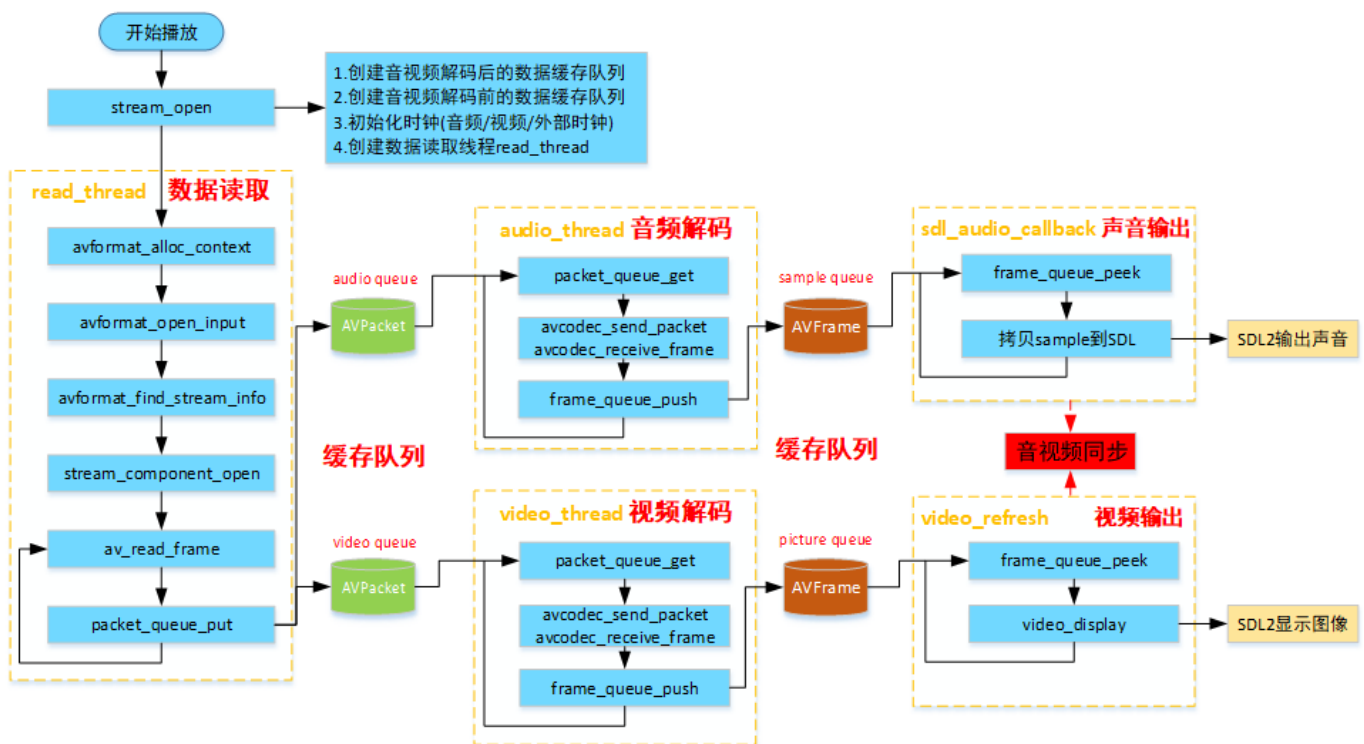 开始播放
stream_open
1.创建音视频解码后的数据缓存队列
2.创建音视频解码前的数据缓存队列
3.初始化时钟(音频/视频/外部时钟)
4.创建数据读取线程read_thread
read_thread 数据读取
avformat_alloc_context
avformat_open_input
avformat_find_stream_info
stream_component_open
av_read_frame
packet_queue_put
audio queue
AVPacket
缓存队列
video queue
AVPacket
audio_thread 音频解码
packet_queue_get
avcodec_send_packet
avcodec_receive_frame
frame_queue_push
video_thread 视频解码
packet_queue_get
avcodec_send_packet
avcodec_receive_frame
frame_queue_push
sample queue
AVFrame
缓存队列
picture queue
AVFrame
sdl_audio_callback 声音输出
frame_queue_peek
拷贝sample到SDL
SDL2输出声音
音视频同步
video_refresh 视频输出
frame_queue_peek
video_display
SDL2显示图像